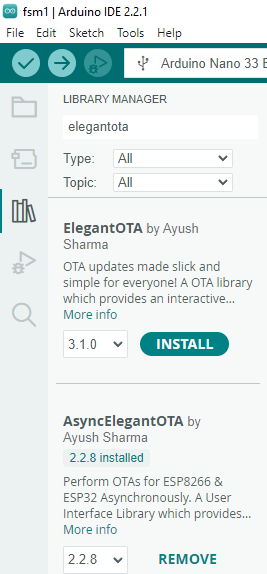 fsm1 | Arduino IDE 2.2.1
File Edit Sketch Tools Help
Arduino Nano 33 B
LIBRARY MANAGER
elegantota
Type: All
Topic: All
ElegantOTA by Ayush
Sharma
OTA updates made slick and
simple for everyone! A OTA library
which provides an interactive...
More info
3.1.0 INSTALL
AsyncElegantOTA by
Ayush Sharma
2.2.8 installed
Perform OTAs for ESP8266 &
ESP32 Asynchronously. A User
Interface Library which provides...
More info
2.2.8 REMOVE